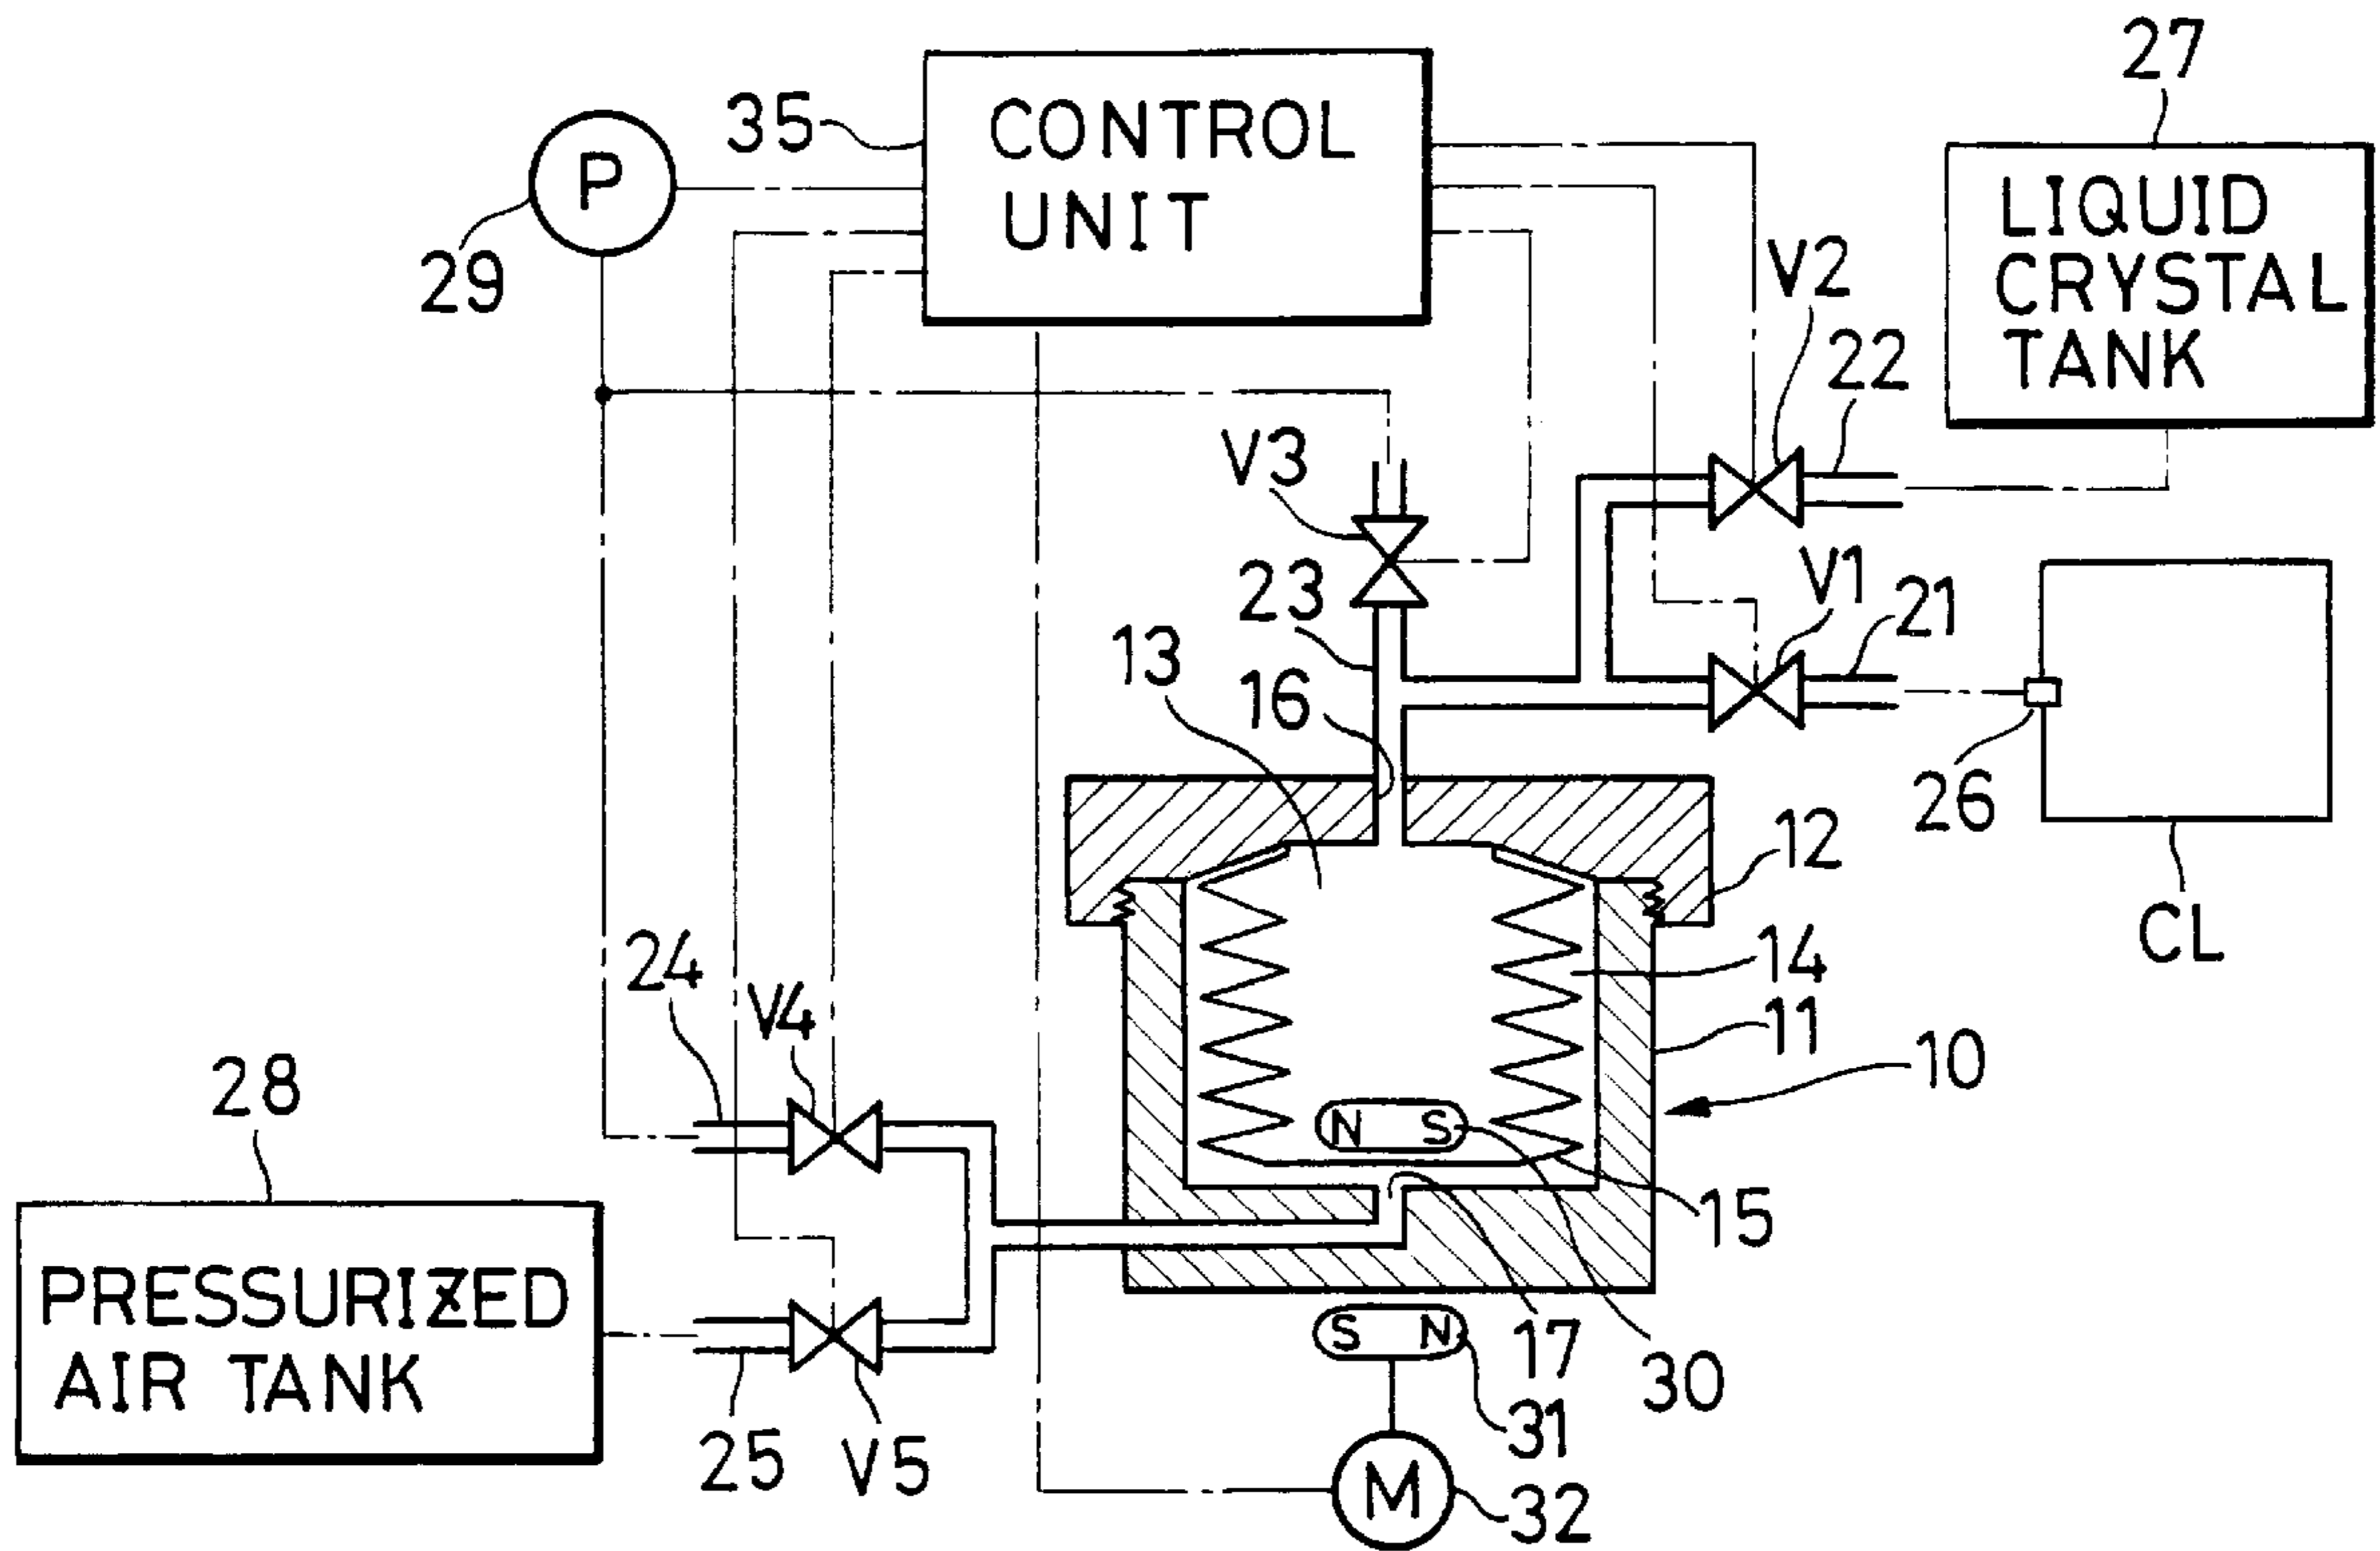 27
35
CONTROL
UNIT
P
29
LIQUID
CRYSTAL
TANK
V2
22
V3
23
V1
21
13
16
26
12
CL
14
11
10
24
V4
28
N S
15
PRESSURIZED
AIR TANK
S N
17
30
25
V5
31
M
32